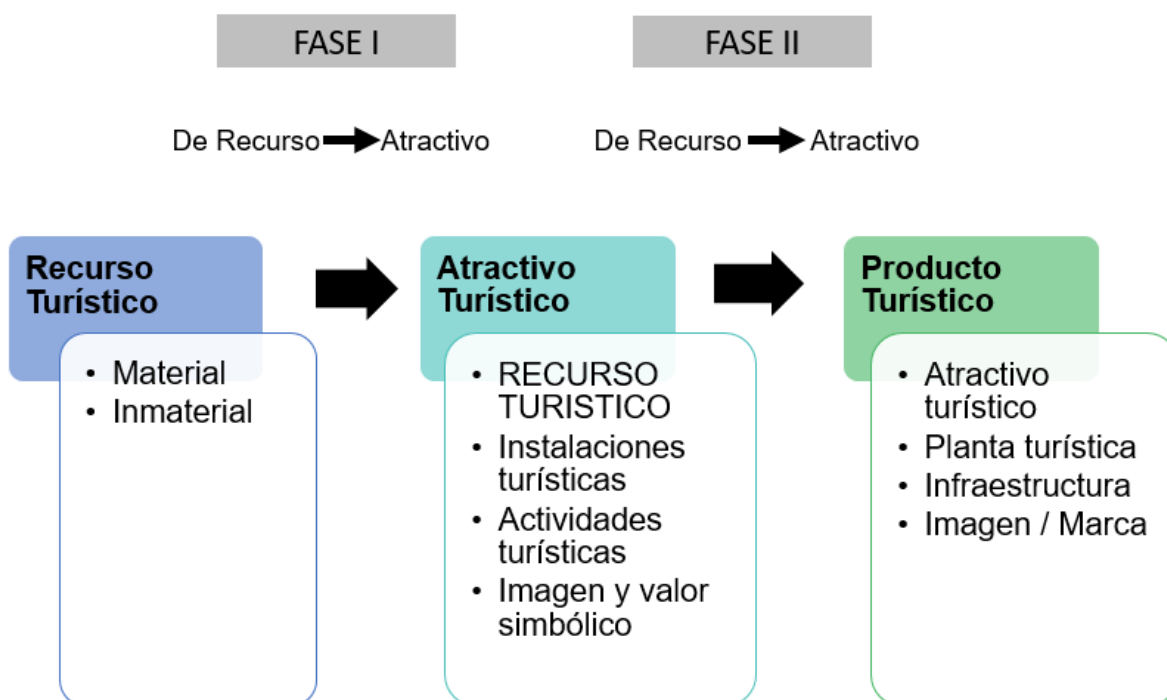 FASE I
FASE II
De Recurso Atractivo
De Recurso Atractivo
Recurso
Turístico
• Material
• Inmaterial
Atractivo
Turístico
• RECURSO
TURISTICO
• Instalaciones
turísticas
• Actividades
turísticas
• Imagen y valor
simbólico
Producto
Turístico
• Atractivo
turístico
• Planta turística
• Infraestructura
• Imagen / Marca